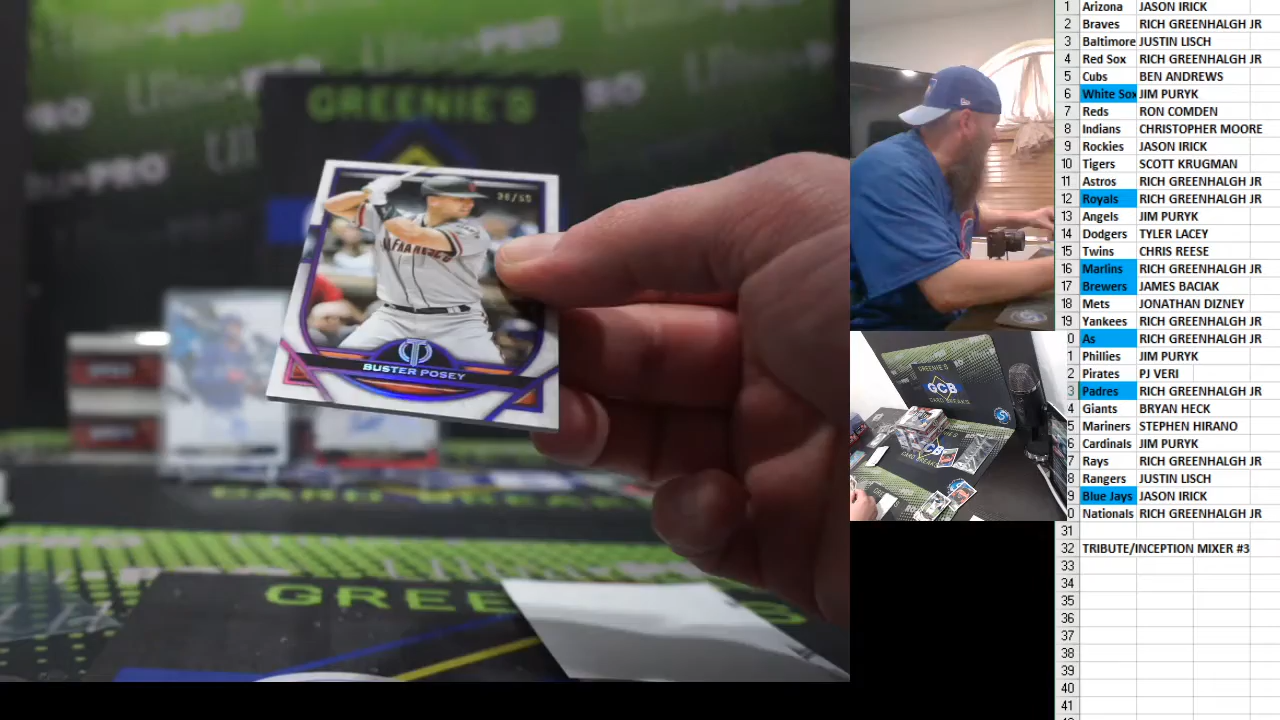 GREENIE'S
PRO
SAN FRANCISCO
BUSTER POSEY
CARD BREAKS
GREENIE'S
GCB
CARD BREAKS
1 Arizona JASON IRICK
2 Braves RICH GREENHALGH JR
3 Baltimore JUSTIN LISCH
4 Red Sox RICH GREENHALGH JR
5 Cubs BEN ANDREWS
6 White Sox JIM PURYK
7 Reds RON COMDEN
8 Indians CHRISTOPHER MOORE
9 Rockies JASON IRICK
10 Tigers SCOTT KRUGMAN
11 Astros RICH GREENHALGH JR
12 Royals RICH GREENHALGH JR
13 Angels JIM PURYK
14 Dodgers TYLER LACEY
15 Twins CHRIS REESE
16 Marlins RICH GREENHALGH JR
17 Brewers JAMES BACIAK
18 Mets JONATHAN DIZNEY
19 Yankees RICH GREENHALGH JR
0 As RICH GREENHALGH JR
1 Phillies JIM PURYK
2 Pirates PJ VERI
3 Padres RICH GREENHALGH JR
4 Giants BRYAN HECK
5 Mariners STEPHEN HIRANO
6 Cardinals JIM PURYK
7 Rays RICH GREENHALGH JR
8 Rangers JUSTIN LISCH
9 Blue Jays JASON IRICK
0 Nationals RICH GREENHALGH JR
31
32 TRIBUTE/INCEPTION MIXER #3
33
34
35
36
37
38
39
40
41